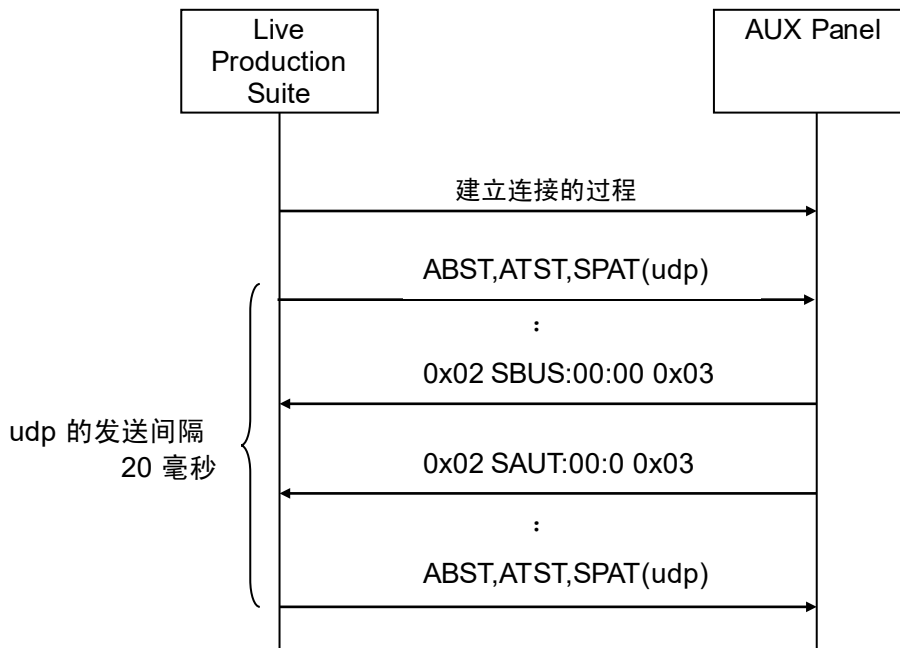 Live
Production
Suite
AUX Panel
建立连接的过程
ABST,ATST,SPAT(udp)
:
0x02 SBUS:00:00 0x03
udp 的发送间隔
20 毫秒
0x02 SAUT:00:0 0x03
:
ABST,ATST,SPAT(udp)